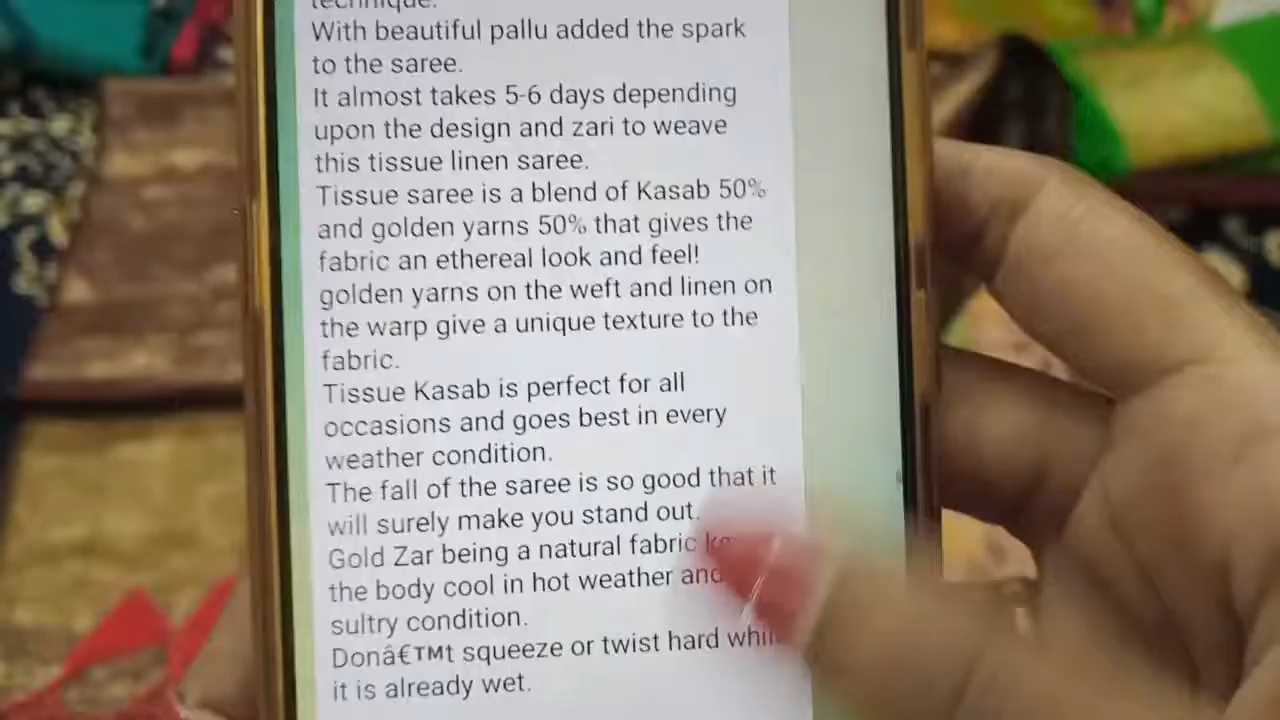 technique.
With beautiful pallu added the spark
to the saree.
It almost takes 5-6 days depending
upon the design and zari to weave
this tissue linen saree.
Tissue saree is a blend of Kasab 50%
and golden yarns 50% that gives the
fabric an ethereal look and feel!
golden yarns on the weft and linen on
the warp give a unique texture to the
fabric.
Tissue Kasab is perfect for all
occasions and goes best in every
weather condition.
The fall of the saree is so good that it
will surely make you stand out.
Gold Zar being a natural fabric
the body cool in hot weather and
sultry condition.
Donâ€™t squeeze or twist hard while
it is already wet.